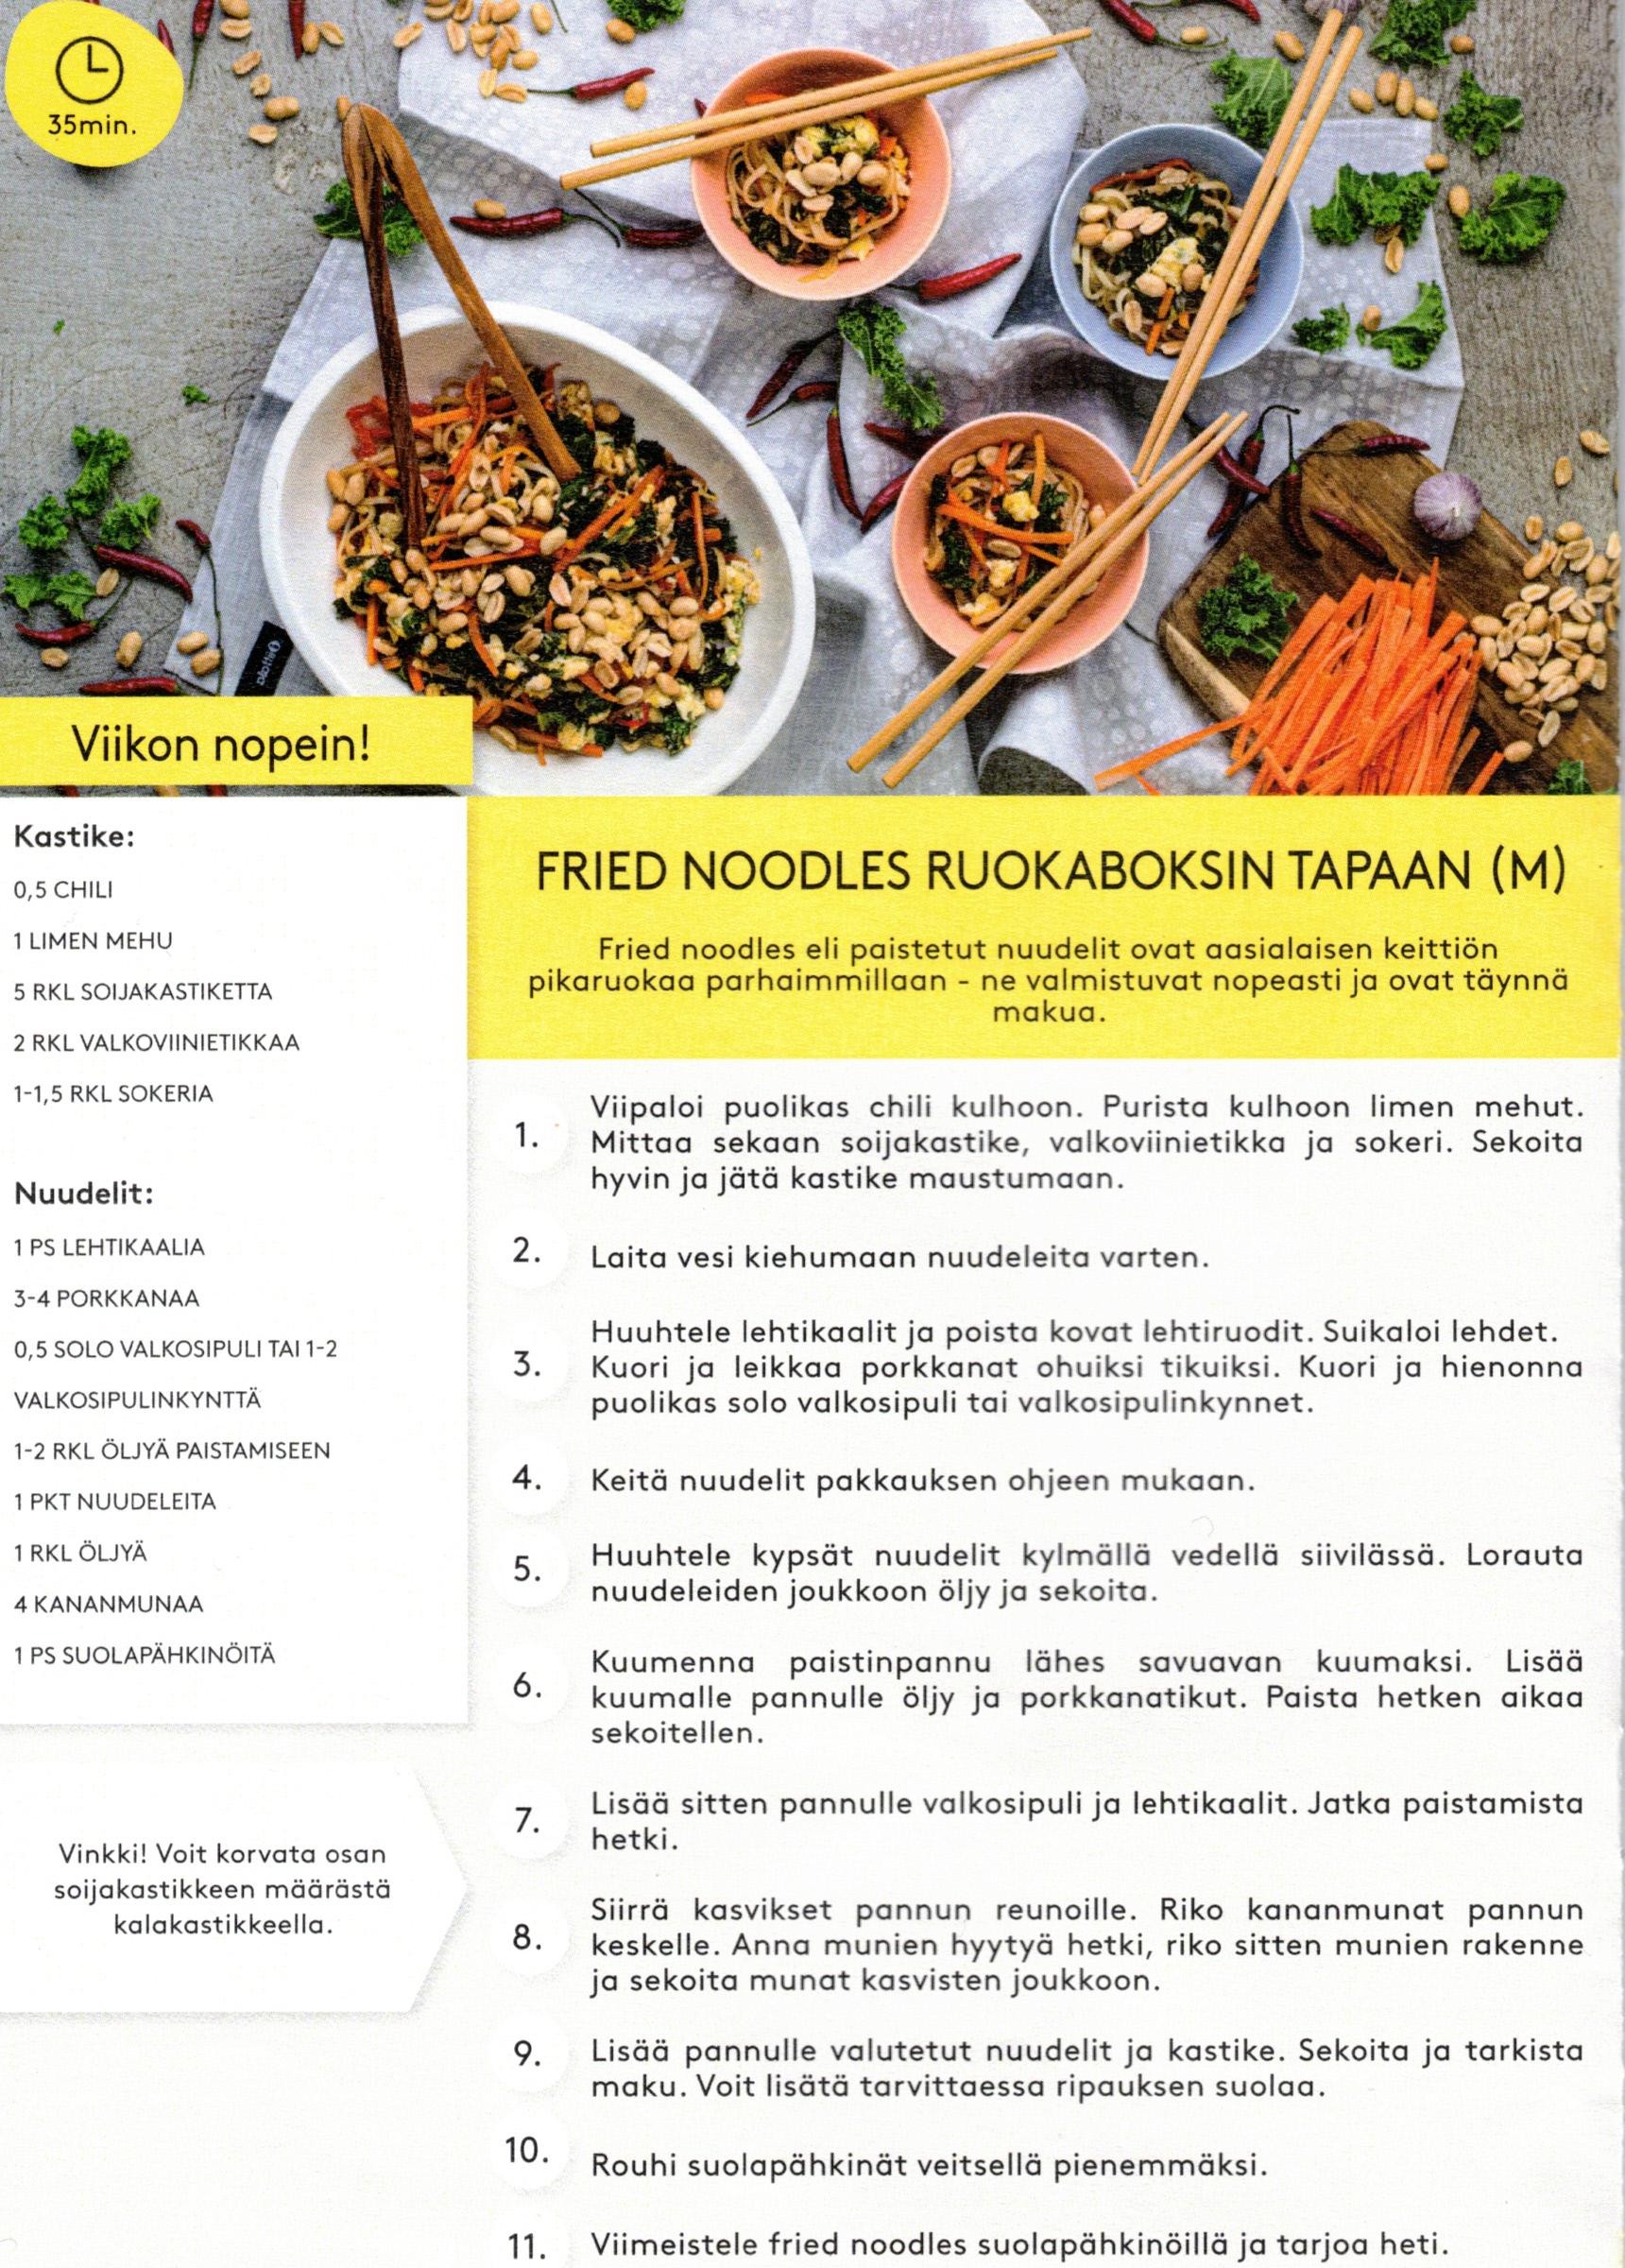 35min.
Viikon nopein!
Kastike:
0,5 CHILI
1 LIMEN MEHU
5 RKL SOIJAKASTIKETTA
2 RKL VALKOVIINIETIKKAA
1-1,5 RKL SOKERIA
Nuudelit:
1 PS LEHTIKAALIA
3-4 PORKKANAA
0,5 SOLO VALKOSIPULI TAI 1-2
VALKOSIPULINKYNTTÄ
1-2 RKL ÖLJYÄ PAISTAMISEEN
1 PKT NUUDELEITA
1 RKL ÖLJYÄ
4 KANANMUNAA
1 PS SUOLAPÄHKINÖITÄ
Vinkki! Voit korvata osan
soijakastikkeen määrästä
kalakastikkeella.
FRIED NOODLES RUOKABOKSIN TAPAAN (M)
Fried noodles eli paistetut nuudelit ovat aasialaisen keittiön
pikaruokaa parhaimmillaan - ne valmistuvat nopeasti ja ovat täynnä
makua.
1. Viipaloi puolikas chili kulhoon. Purista kulhoon limen mehut.
Mittaa sekaan soijakastike, valkoviinietikka ja sokeri. Sekoita
hyvin ja jätä kastike maustumaan.
2. Laita vesi kiehumaan nuudeleita varten.
3. Huuhtele lehtikaalit ja poista kovat lehtiruodit. Suikaloi lehdet.
Kuori ja leikkaa porkkanat ohuiksi tikuiksi. Kuori ja hienonna
puolikas solo valkosipuli tai valkosipulinkynnet.
4. Keitä nuudelit pakkauksen ohjeen mukaan.
5. Huuhtele kypsät nuudelit kylmällä vedellä siivilässä. Lorauta
nuudeleiden joukkoon öljy ja sekoita.
6. Kuumenna paistinpannu lähes savuavan kuumaksi. Lisää
kuumalle pannulle öljy ja porkkanatikut. Paista hetken aikaa
sekoitellen.
7. Lisää sitten pannulle valkosipuli ja lehtikaalit. Jatka paistamista
hetki.
8. Siirrä kasvikset pannun reunoille. Riko kananmunat pannun
keskelle. Anna munien hyytyä hetki, riko sitten munien rakenne
ja sekoita munat kasvisten joukkoon.
9. Lisää pannulle valutetut nuudelit ja kastike. Sekoita ja tarkista
maku. Voit lisätä tarvittaessa ripauksen suolaa.
10. Rouhi suolapähkinät veitsellä pienemmäksi.
11. Viimeistele fried noodles suolapähkinöillä ja tarjoa heti.